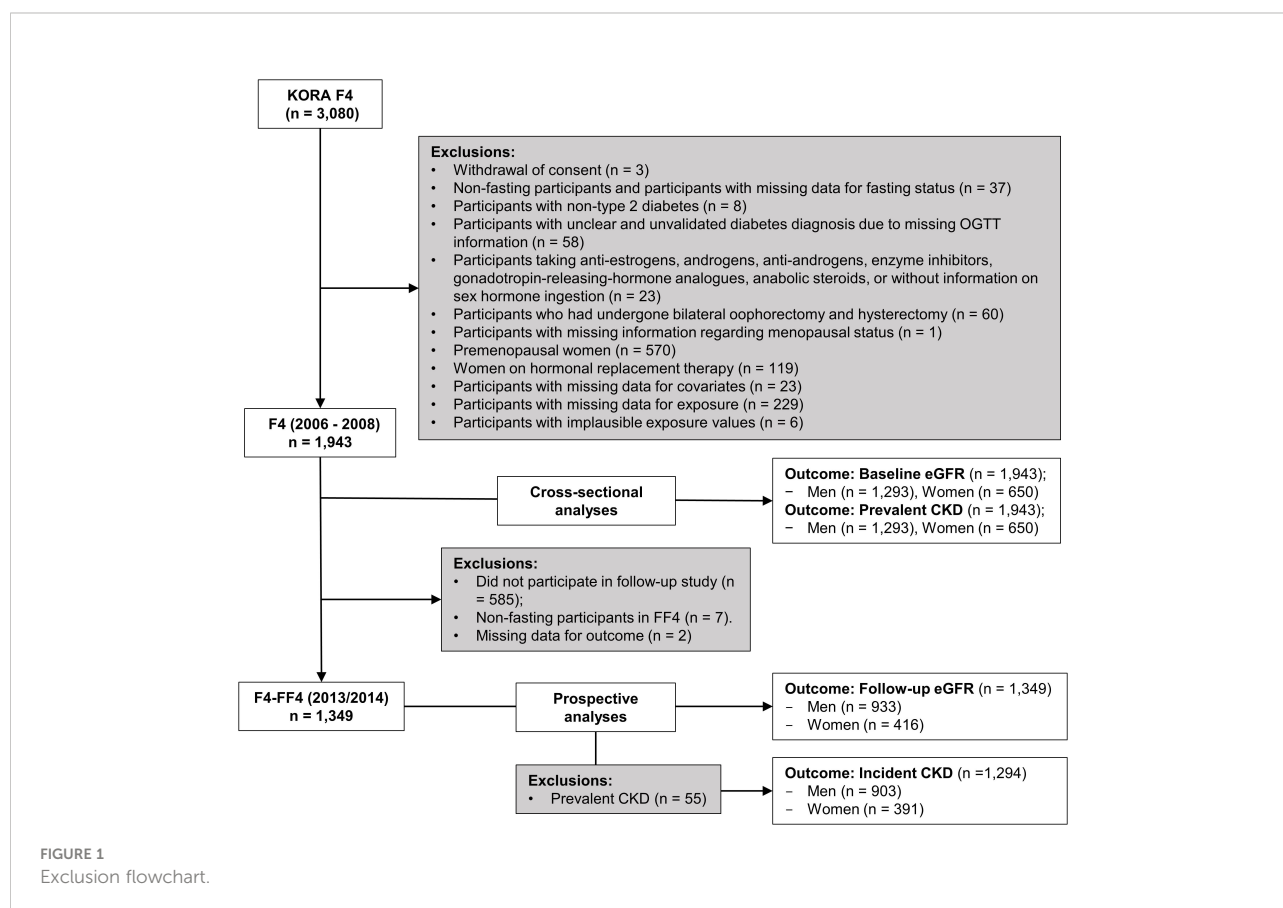 KORA F4
(n = 3,080)
Exclusions:
• Withdrawal of consent (n = 3)
• Non-fasting participants and participants with missing data for fasting status (n = 37)
• Participants with non-type 2 diabetes (n = 8)
• Participants with unclear and unvalidated diabetes diagnosis due to missing OGTT
information (n = 58)
• Participants taking anti-estrogens, androgens, anti-androgens, enzyme inhibitors,
gonadotropin-releasing-hormone analogues, anabolic steroids, or without information on
sex hormone ingestion (n = 23)
• Participants who had undergone bilateral oophorectomy and hysterectomy (n = 60)
• Participants with missing information regarding menopausal status (n = 1)
• Premenopausal women (n = 570)
• Women on hormonal replacement therapy (n = 119)
• Participants with missing data for covariates (n = 23)
• Participants with missing data for exposure (n = 229)
• Participants with implausible exposure values (n = 6)
F4 (2006 - 2008)
n = 1,943
Cross-sectional
analyses
Outcome: Baseline eGFR (n = 1,943);
− Men (n = 1,293), Women (n = 650)
Outcome: Prevalent CKD (n = 1,943);
− Men (n = 1,293), Women (n = 650)
Exclusions:
• Did not participate in follow-up study (n
= 585);
• Non-fasting participants in FF4 (n = 7).
• Missing data for outcome (n = 2)
F4-FF4 (2013/2014)
n = 1,349
Prospective
analyses
Outcome: Follow-up eGFR (n = 1,349)
− Men (n = 933)
− Women (n = 416)
Exclusions:
• Prevalent CKD (n = 55)
Outcome: Incident CKD (n =1,294)
− Men (n = 903)
− Women (n = 391)
FIGURE 1
Exclusion flowchart.